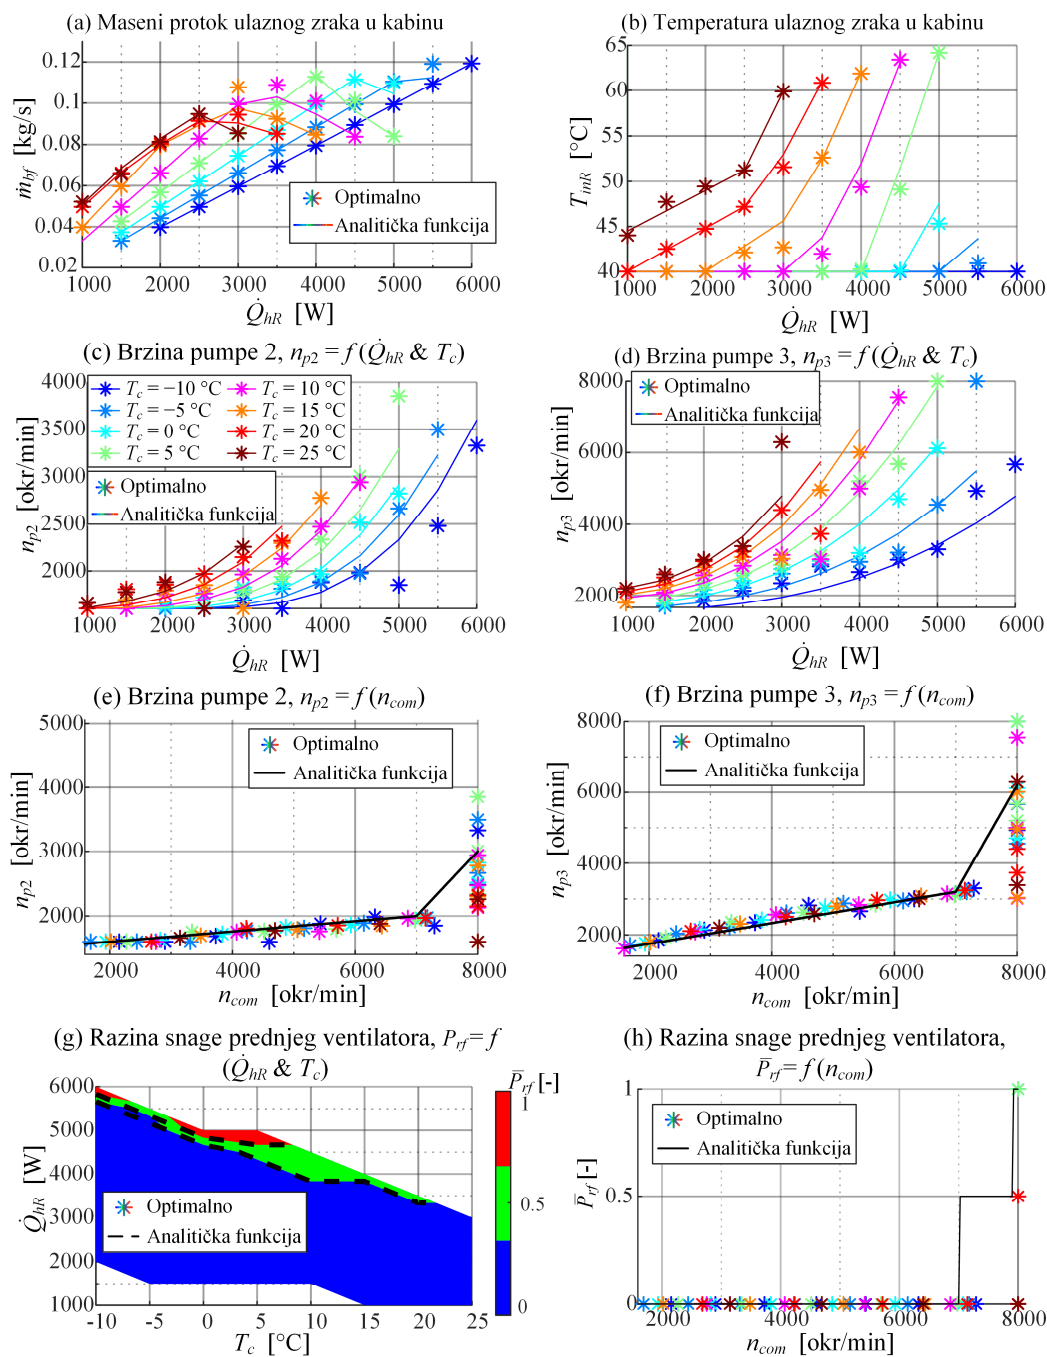 (a) Maseni protok ulaznog zraka u kabinu
0.12
0.1
0.08
0.06
0.04
0.02
ṁbf [kg/s]
Optimalno
Analitička funkcija
1000 2000 3000 4000 5000 6000
Q̇hR [W]
(b) Temperatura ulaznog zraka u kabinu
65
60
55
50
45
40
TinR [°C]
Optimalno
Analitička funkcija
1000 2000 3000 4000 5000 6000
Q̇hR [W]
(c) Brzina pumpe 2, np2 = f(Q̇hR & Tc)
4000
3500
3000
2500
2000
np2 [okr/min]
Tc = −10 °C Tc = 10 °C
Tc = −5 °C Tc = 15 °C
Tc = 0 °C Tc = 20 °C
Tc = 5 °C Tc = 25 °C
Optimalno
Analitička funkcija
1000 2000 3000 4000 5000 6000
Q̇hR [W]
(d) Brzina pumpe 3, np3 = f(Q̇hR & Tc)
8000
6000
4000
2000
np3 [okr/min]
Optimalno
Analitička funkcija
1000 2000 3000 4000 5000 6000
Q̇hR [W]
(e) Brzina pumpe 2, np2 = f(ncom)
5000
4000
3000
2000
np2 [okr/min]
Optimalno
Analitička funkcija
2000 4000 6000 8000
ncom [okr/min]
(f) Brzina pumpe 3, np3 = f(ncom)
8000
6000
4000
2000
np3 [okr/min]
Optimalno
Analitička funkcija
2000 4000 6000 8000
ncom [okr/min]
(g) Razina snage prednjeg ventilatora, Prf = f
(Q̇hR & Tc)
P̄rf [-]
6000
5000
4000
3000
2000
1000
Q̇hR [W]
Optimalno
Analitička funkcija
-10 -5 0 5 10 15 20 25
Tc [°C]
1
0.5
0
(h) Razina snage prednjeg ventilatora,
P̄rf = f(ncom)
1
0.5
0
P̄rf [-]
Optimalno
Analitička funkcija
2000 4000 6000 8000
ncom [okr/min]